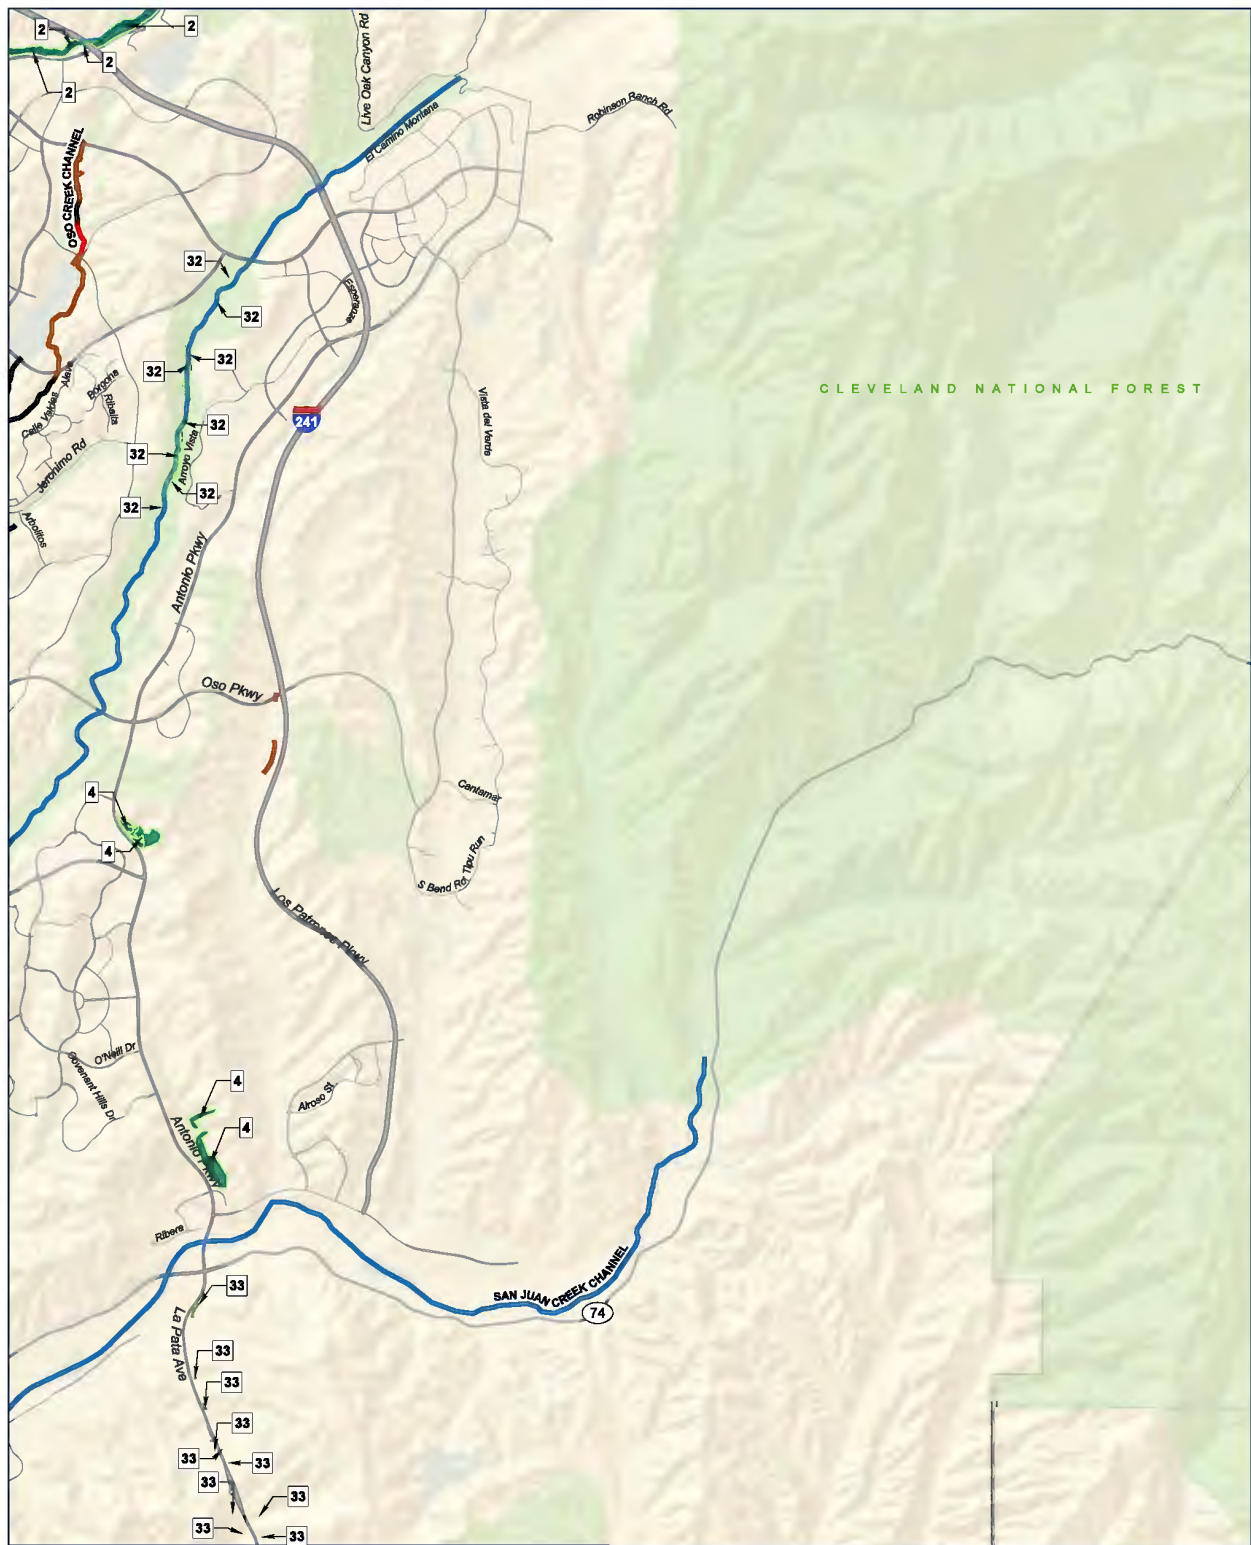 2
2
2
2
Live Oak Canyon Rd
El Camino Montana
Robinson Ranch Rd
OSO CREEK CHANNEL
32
32
Esperanza
32
32
Alava
Borgona
Ribalta
Calle Valdes
241
Vista del Verde
CLEVELAND NATIONAL FOREST
32
32
Arroyo Vista
Jeronimo Rd
32
32
Arbolitos
Antonio Pkwy
Oso Pkwy
4
Cantamar
4
S Bend Rd
Tipu Run
Los Patrones Pkwy
O'Neill Dr
Covenant Hills Dr
4
Airoso St
4
Antonio Pkwy
Ribera
SAN JUAN CREEK CHANNEL
33
74
La Pata Ave
33
33
33
33
33
33
33
33
33